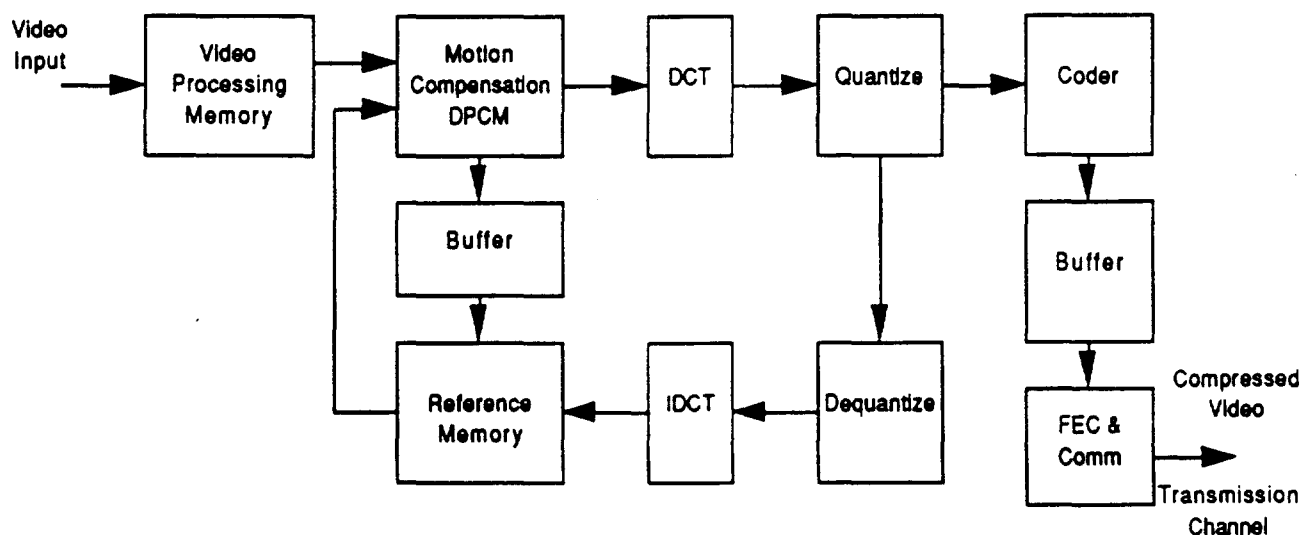 Video
Input
Video
Processing
Memory
Motion
Compensation
DPCM
DCT
Quantize
Coder
Buffer
Buffer
Reference
Memory
IDCT
Dequantize
FEC &
Comm
Compressed
Video
Transmission
Channel